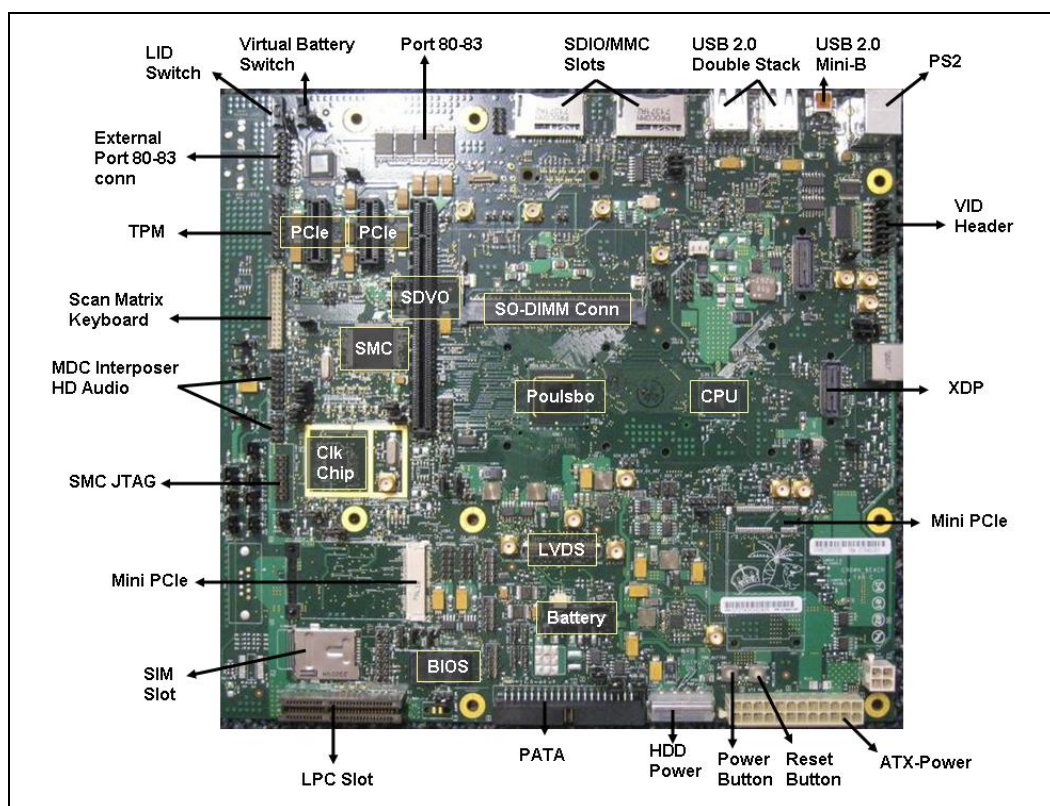 LID
Switch
Virtual Battery
Switch
Port 80-83
SDIO/MMC
Slots
USB 2.0
Double Stack
USB 2.0
Mini-B
PS2
External
Port 80-83
conn
TPM
PCIe
PCIe
VID
Header
Scan Matrix
Keyboard
SDVO
SO-DIMM Conn
SMC
MDC Interposer
HD Audio
Poulsbo
CPU
XDP
Clk
Chip
SMC JTAG
Mini PCIe
LVDS
Mini PCIe
CROWN BEACH
Battery
SIM
Slot
BIOS
LPC Slot
PATA
HDD
Power
Power
Button
Reset
Button
ATX-Power